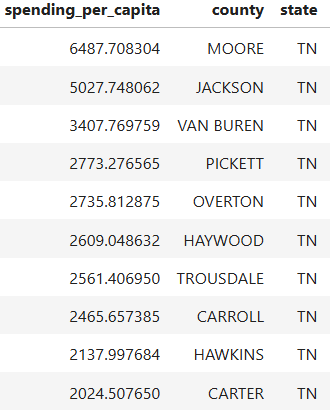 spending_per_capita county state
6487.708304 MOORE TN
5027.748062 JACKSON TN
3407.769759 VAN BUREN TN
2773.276565 PICKETT TN
2735.812875 OVERTON TN
2609.048632 HAYWOOD TN
2561.406950 TROUSDALE TN
2465.657385 CARROLL TN
2137.997684 HAWKINS TN
2024.507650 CARTER TN